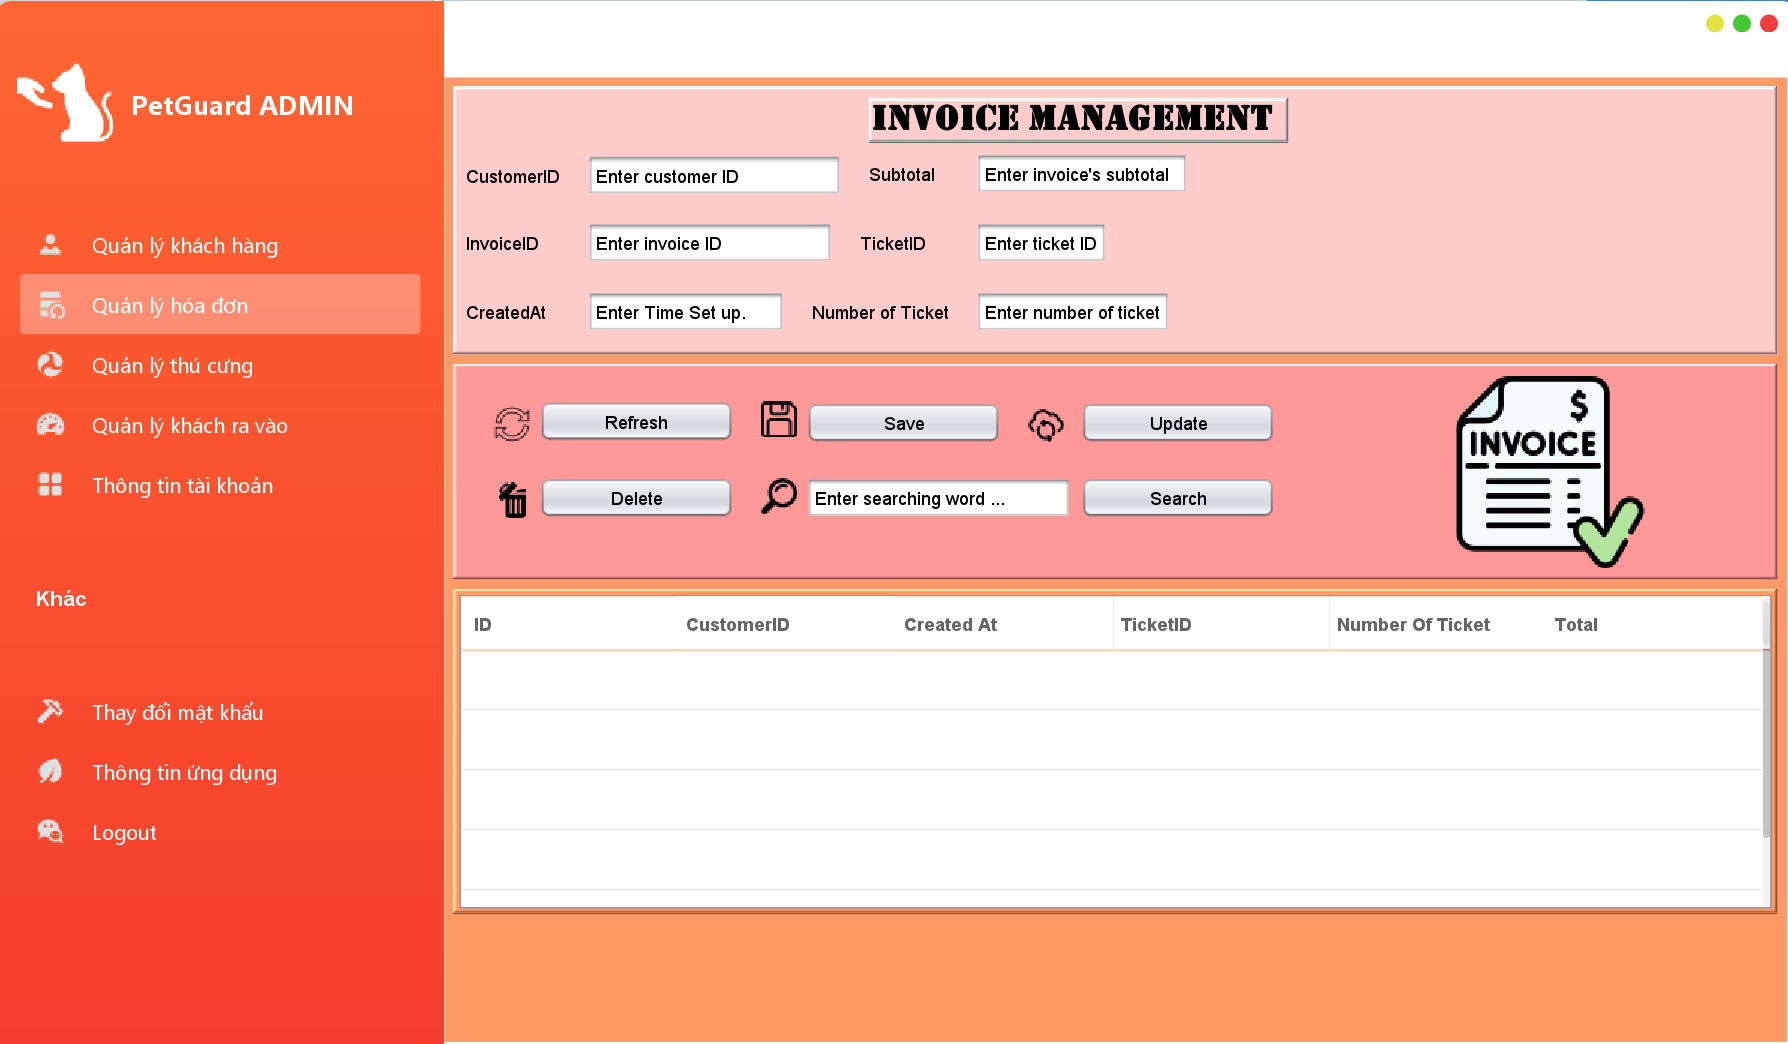 PetGuard ADMIN
Quản lý khách hàng
Quản lý hóa đơn
Quản lý thú cưng
Quản lý khách ra vào
Thông tin tài khoản
Khác
Thay đổi mật khẩu
Thông tin ứng dụng
Logout
INVOICE MANAGEMENT
CustomerID Enter customer ID Subtotal Enter invoice's subtotal
InvoiceID Enter invoice ID TicketID Enter ticket ID
CreatedAt Enter Time Set up. Number of Ticket Enter number of ticket
Refresh Save Update
Delete Enter searching word ... Search
$
INVOICE
ID CustomerID Created At TicketID Number Of Ticket Total